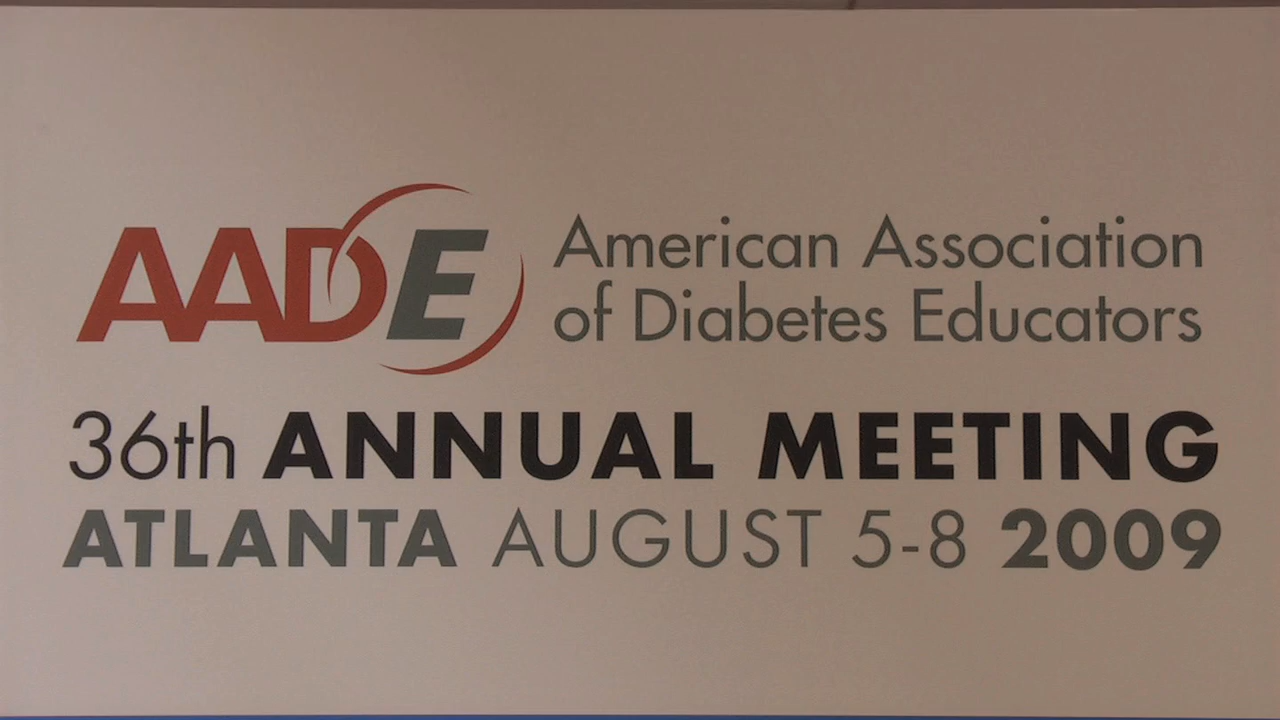 AADE American Association
of Diabetes Educators
36th ANNUAL MEETING
ATLANTA AUGUST 5-8 2009